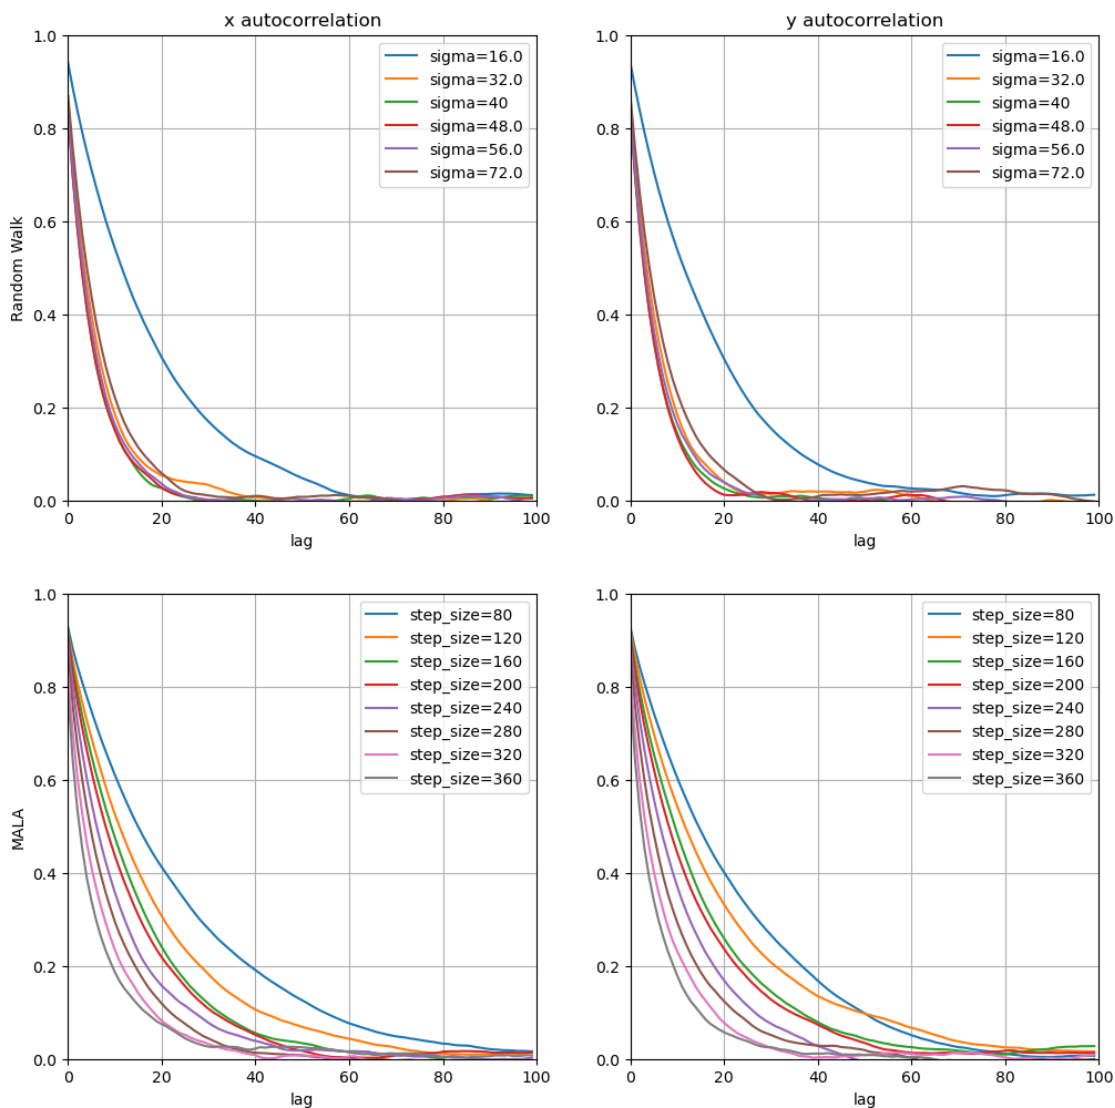 x autocorrelation
1.0
0.8
0.6
0.4
0.2
0.0
0 20 40 60 80 100
lag
Random Walk
sigma=16.0
sigma=32.0
sigma=40
sigma=48.0
sigma=56.0
sigma=72.0
y autocorrelation
1.0
0.8
0.6
0.4
0.2
0.0
0 20 40 60 80 100
lag
sigma=16.0
sigma=32.0
sigma=40
sigma=48.0
sigma=56.0
sigma=72.0
1.0
0.8
0.6
0.4
0.2
0.0
0 20 40 60 80 100
lag
MALA
step_size=80
step_size=120
step_size=160
step_size=200
step_size=240
step_size=280
step_size=320
step_size=360
1.0
0.8
0.6
0.4
0.2
0.0
0 20 40 60 80 100
lag
step_size=80
step_size=120
step_size=160
step_size=200
step_size=240
step_size=280
step_size=320
step_size=360